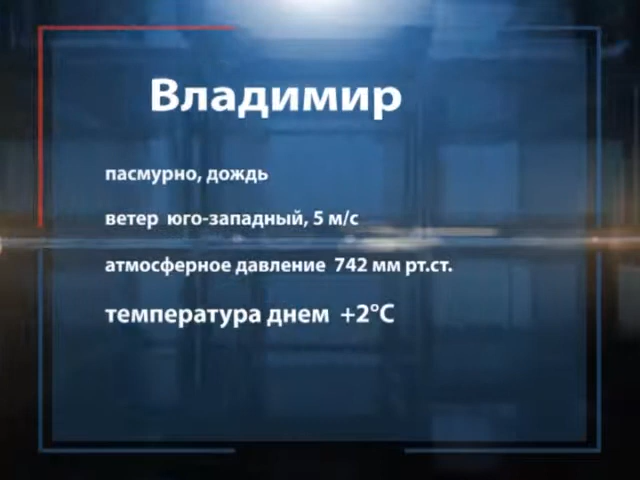 Владимир
пасмурно, дождь
ветер юго-западный, 5 м/с
атмосферное давление 742 мм рт.ст.
температура днем +2°C